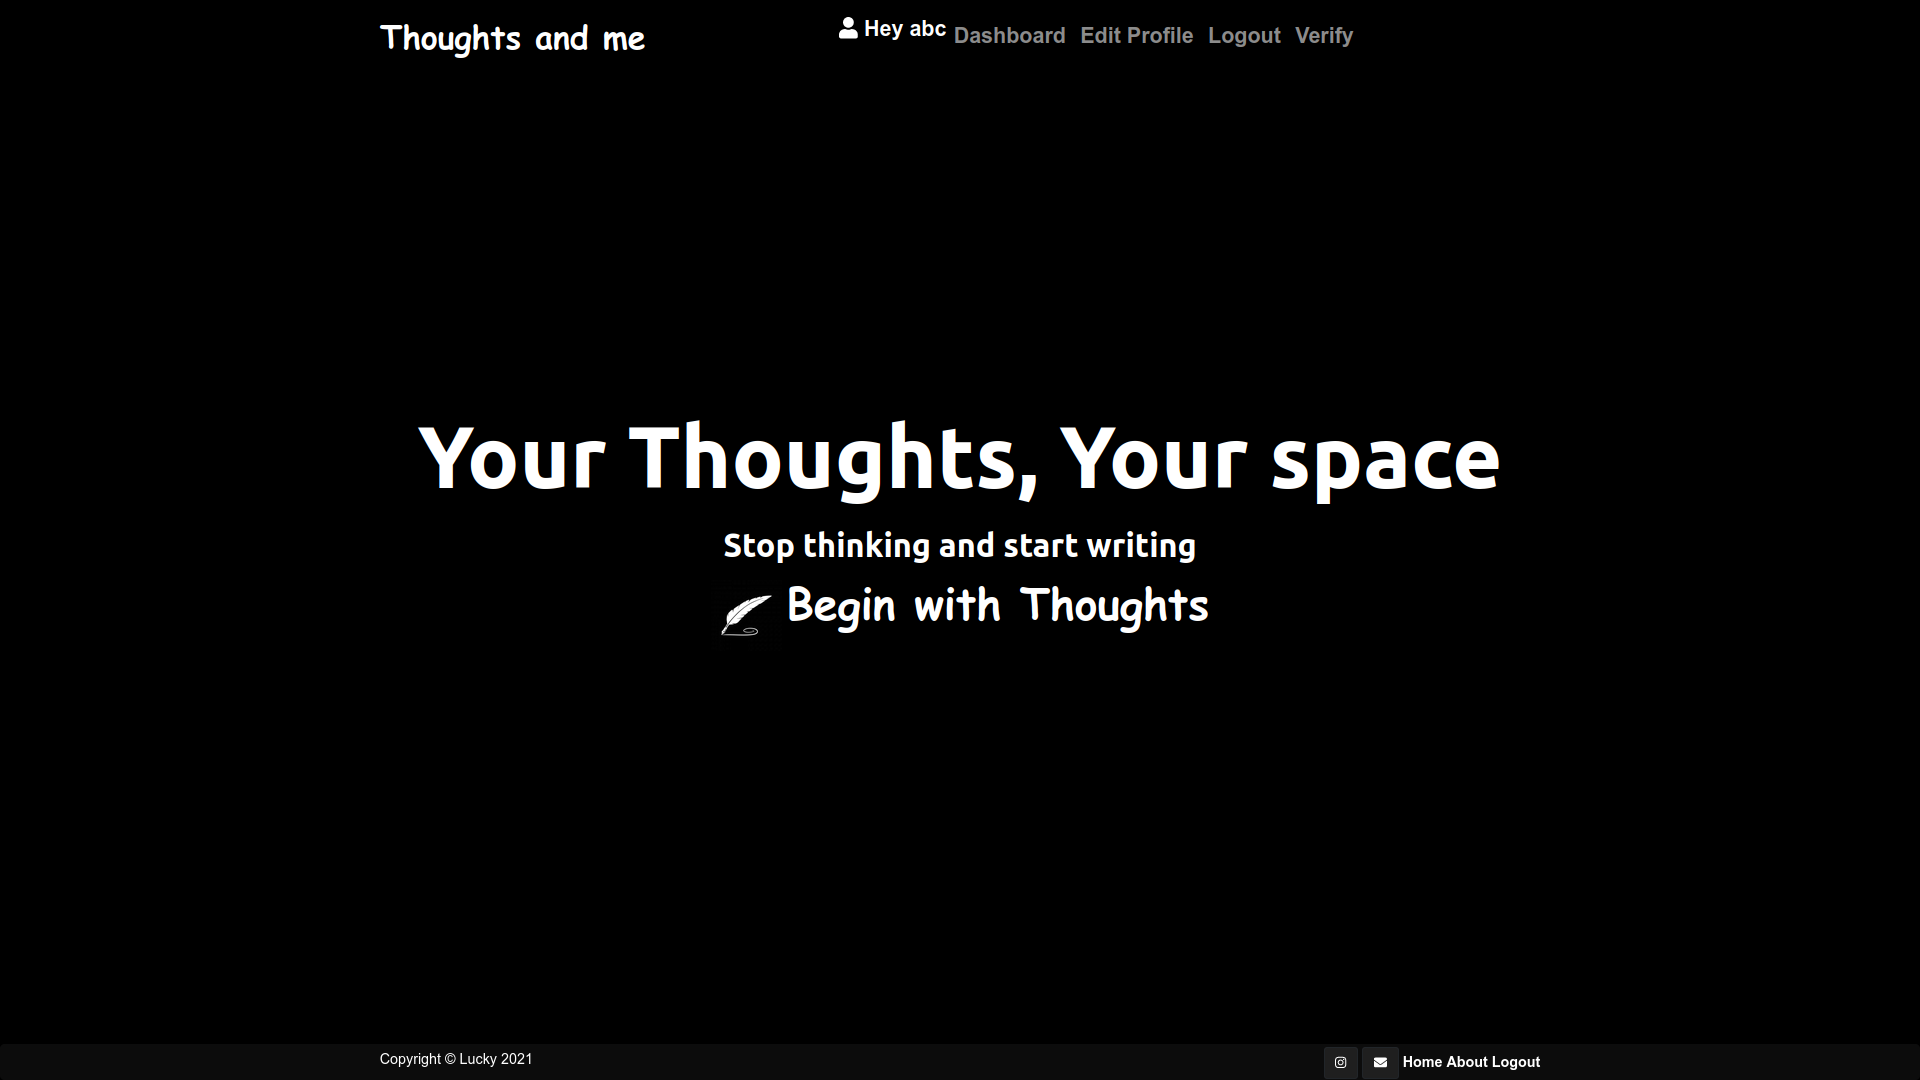 Thoughts and me
Hey abc Dashboard Edit Profile Logout Verify
Your Thoughts, Your space
Stop thinking and start writing
Begin with Thoughts
Copyright © Lucky 2021
Home About Logout